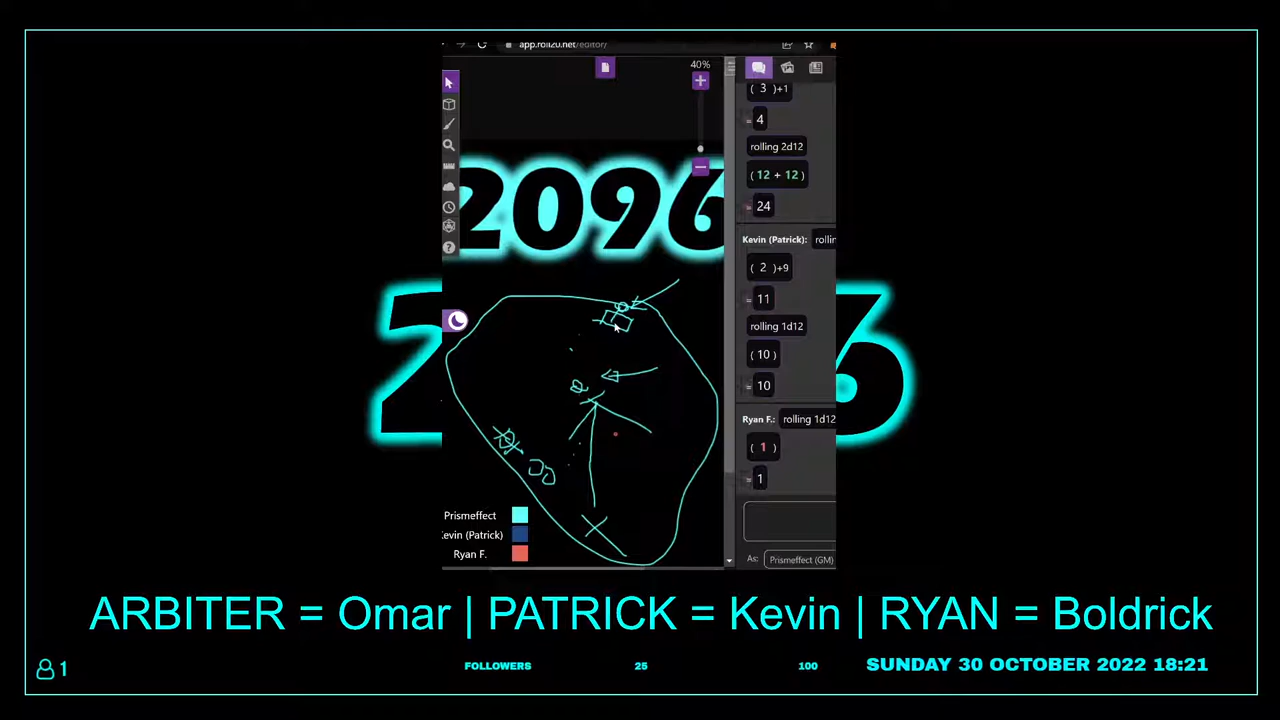 app.roll20.net/editor/
40%
( 3 )+1
= 4
rolling 2d12
( 12 + 12 )
= 24
2096
Kevin (Patrick):
( 2 )+9
= 11
rolling 1d12
( 10 )
= 10
Ryan F.: rolling 1d12
( 1 )
= 1
Prismeffect
Kevin (Patrick)
Ryan F.
As: Prismeffect (GM)
ARBITER = Omar | PATRICK = Kevin | RYAN = Boldrick
1
FOLLOWERS 25 100
SUNDAY 30 OCTOBER 2022 18:21